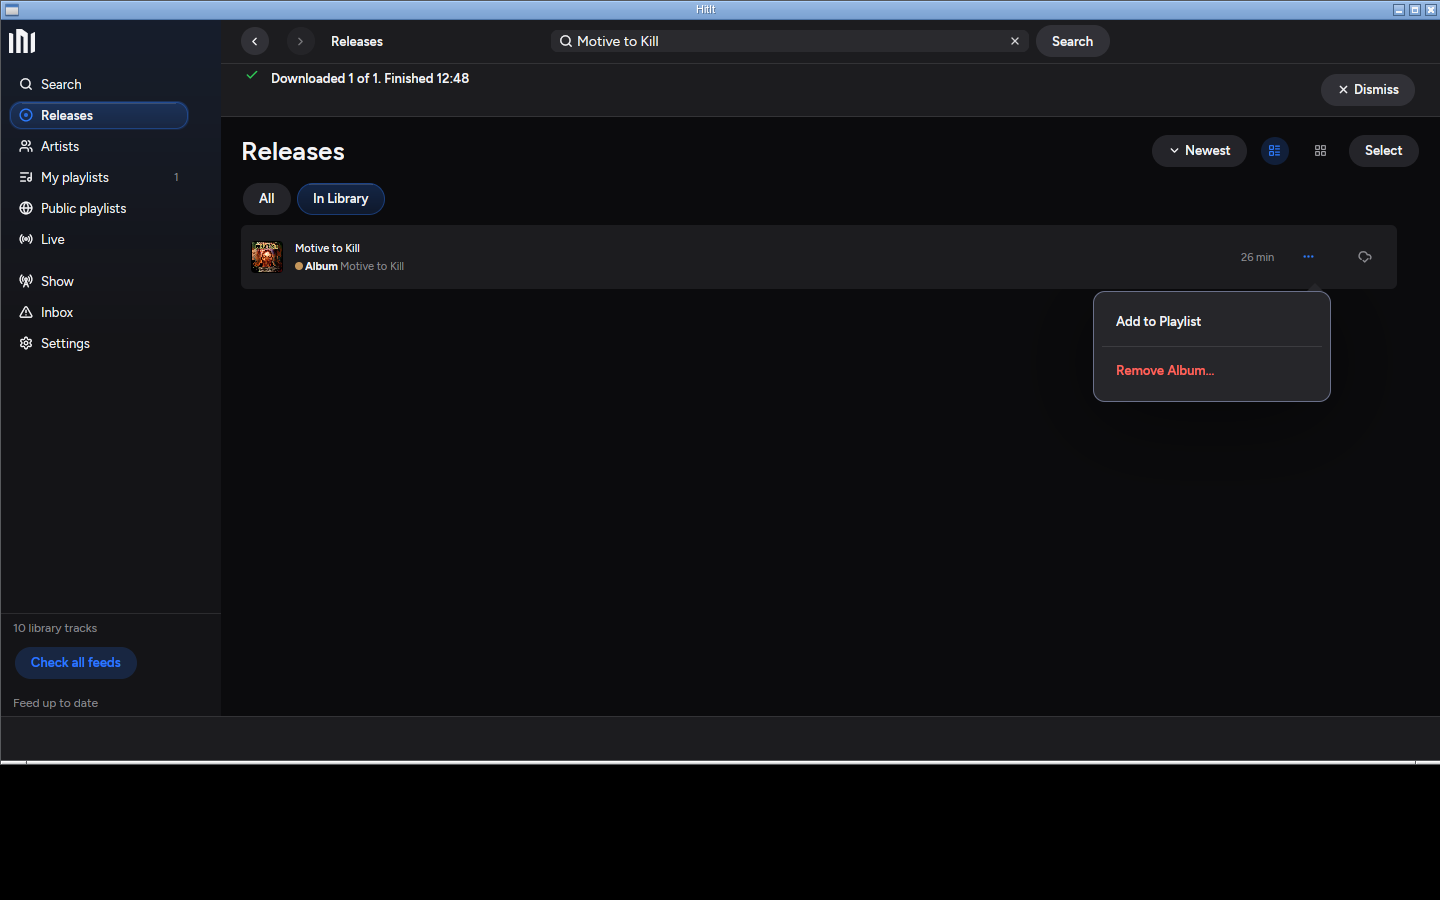 HitIt
Releases
Motive to Kill
Search
Downloaded 1 of 1. Finished 12:48
Dismiss
Search
Releases
Artists
My playlists 1
Public playlists
Live
Show
Inbox
Settings
10 library tracks
Check all feeds
Feed up to date
Releases
Newest
Select
All
In Library
Motive to Kill
Album Motive to Kill
26 min
Add to Playlist
Remove Album...